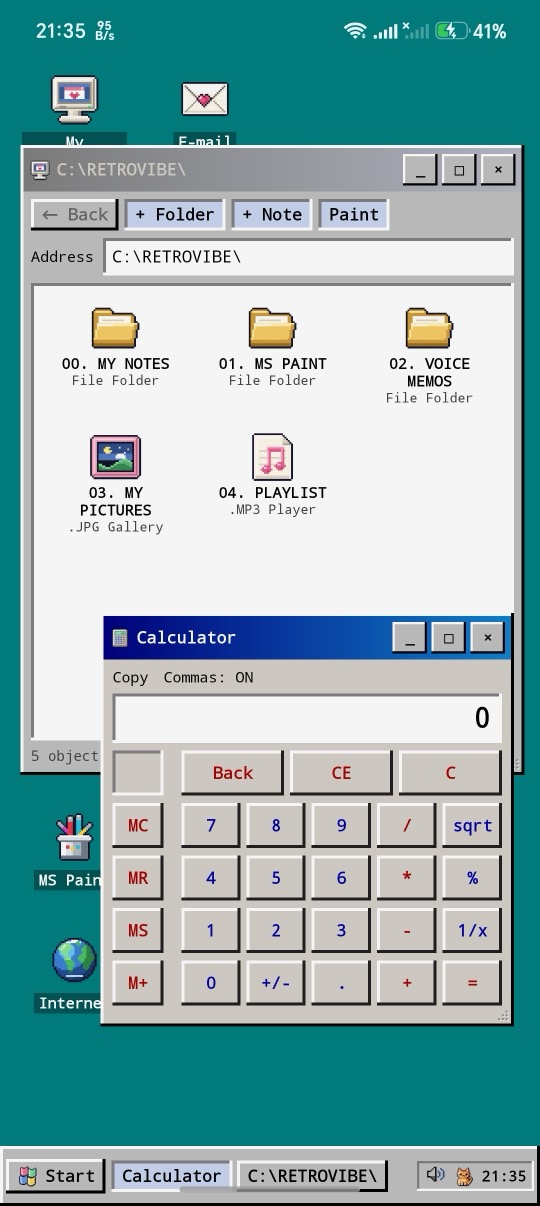 21:35 95 B/s 41%
My E-mail
C:\RETROVIBE\
← Back + Folder + Note Paint
Address C:\RETROVIBE\
00. MY NOTES
File Folder
01. MS PAINT
File Folder
02. VOICE
MEMOS
File Folder
03. MY
PICTURES
.JPG Gallery
04. PLAYLIST
.MP3 Player
5 object
Calculator
Copy Commas: ON
0
Back CE C
MC 7 8 9 / sqrt
MR 4 5 6 * %
MS 1 2 3 - 1/x
M+ 0 +/- . + =
MS Pain
Interne
Start Calculator C:\RETROVIBE\ 21:35